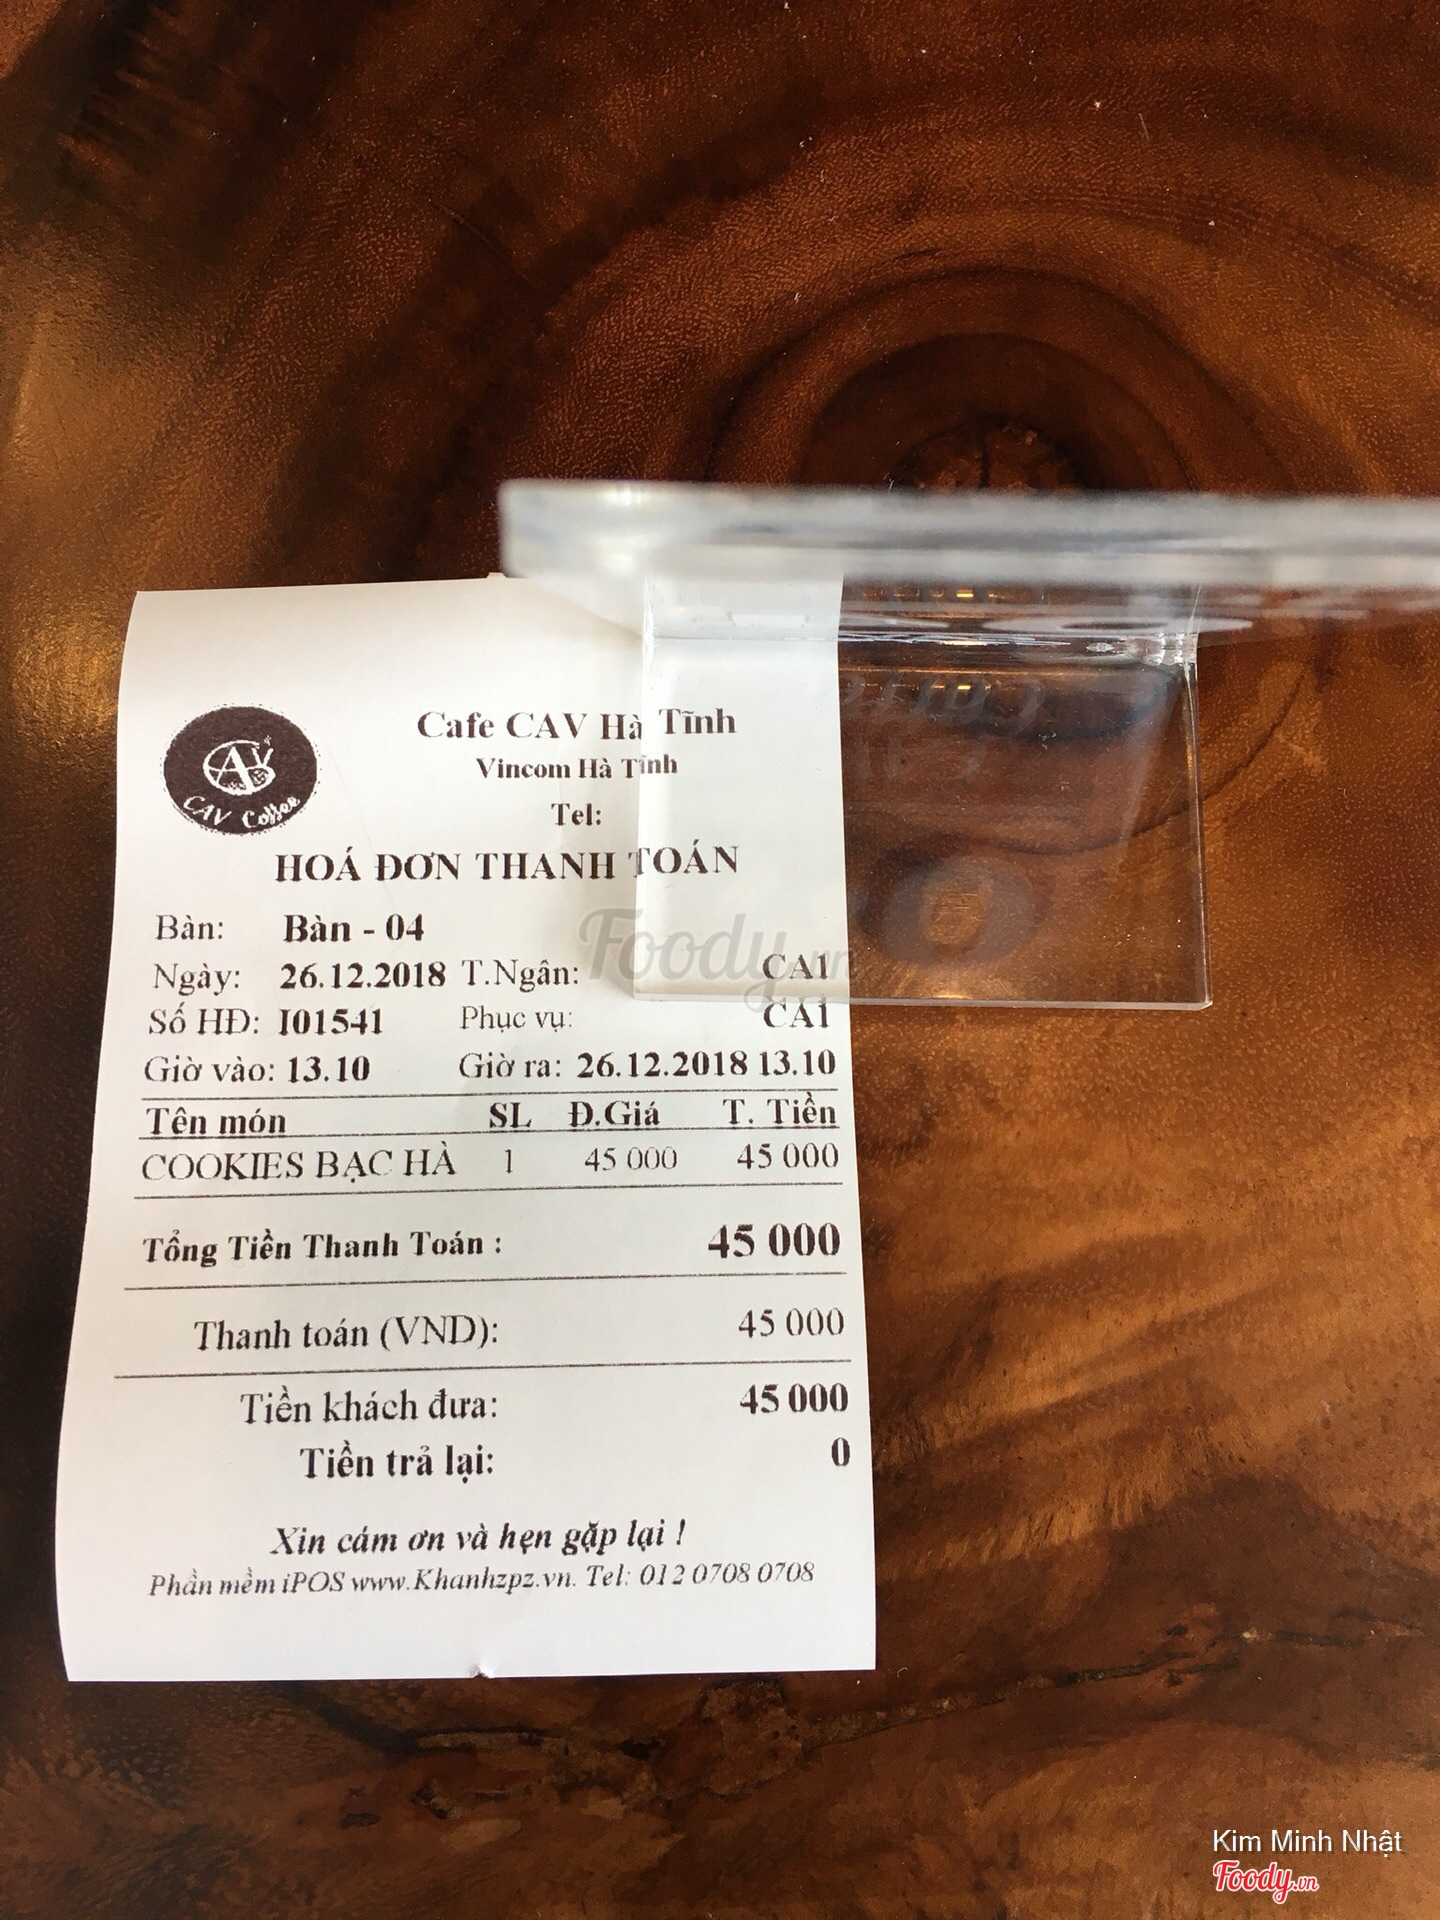 CAV Coffee
Cafe CAV Hà Tĩnh
Vincom Hà Tĩnh
Tel:
HOÁ ĐƠN THANH TOÁN
Bàn: Bàn - 04
Ngày: 26.12.2018 T.Ngân: CA1
Số HĐ: I01541 Phục vụ: CA1
Giờ vào: 13.10 Giờ ra: 26.12.2018 13.10
Tên món SL Đ.Giá T. Tiền
COOKIES BẠC HÀ 1 45 000 45 000
Tổng Tiền Thanh Toán : 45 000
Thanh toán (VND): 45 000
Tiền khách đưa: 45 000
Tiền trả lại: 0
Xin cám ơn và hẹn gặp lại !
Phần mềm iPOS www.Khanhzpz.vn. Tel: 012 0708 0708
Foody.vn
Kim Minh Nhật
Foody.vn